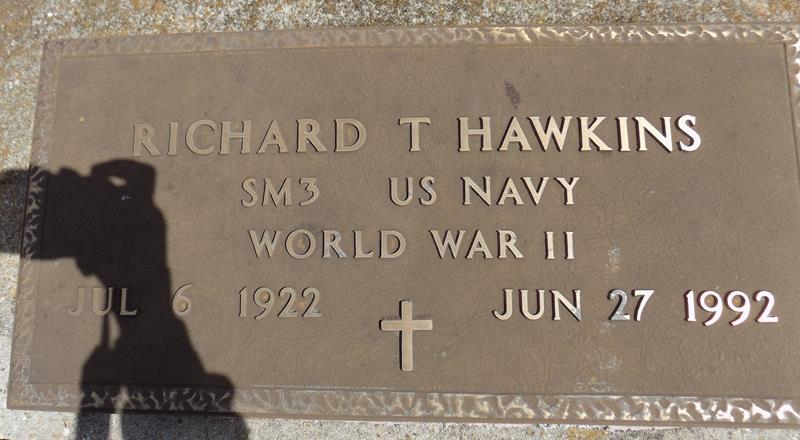 RICHARD T HAWKINS
SM3 US NAVY
WORLD WAR II
JUL 6 1922 JUN 27 1992